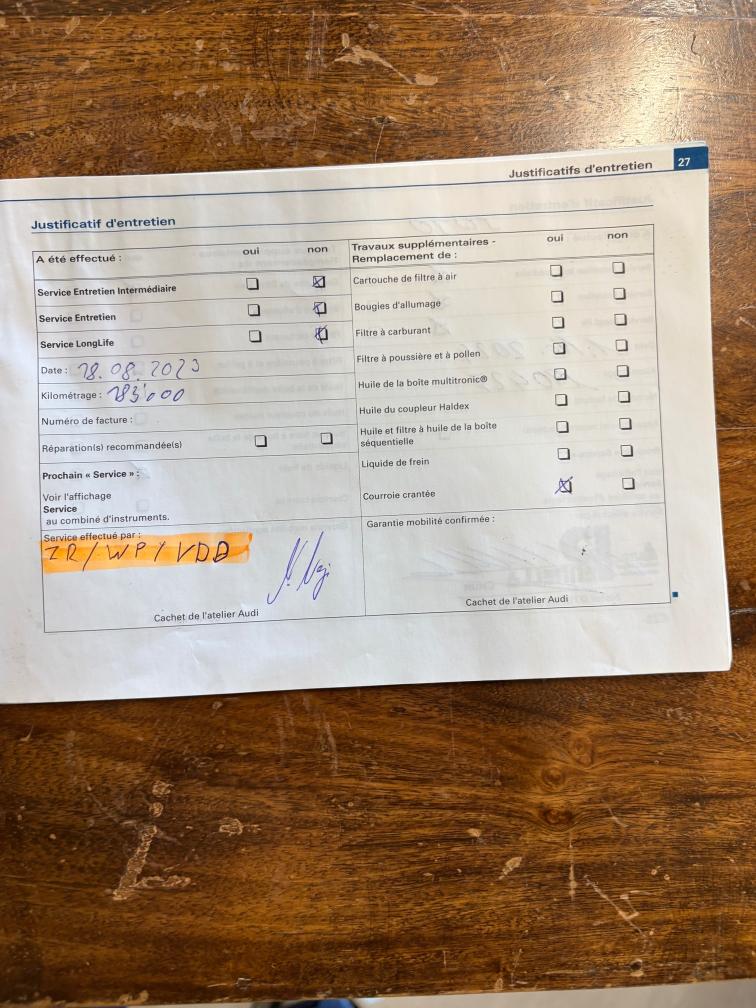 Justificatifs d'entretien 27
Justificatif d'entretien
A été effectué : oui non
Service Entretien Intermédiaire
Service Entretien
Service LongLife
Date : 28.08.2023
Kilométrage : 283'000
Numéro de facture :
Réparation(s) recommandée(s)
Prochain « Service » :
Voir l'affichage
Service
au combiné d'instruments.
Service effectué par :
ZR/WPY VDD
Cachet de l'atelier Audi
Travaux supplémentaires -
Remplacement de : oui non
Cartouche de filtre à air
Bougies d'allumage
Filtre à carburant
Filtre à poussière et à pollen
Huile de la boîte multitronic®
Huile du coupleur Haldex
Huile et filtre à huile de la boîte
séquentielle
Liquide de frein
Courroie crantée
Garantie mobilité confirmée :
Cachet de l'atelier Audi